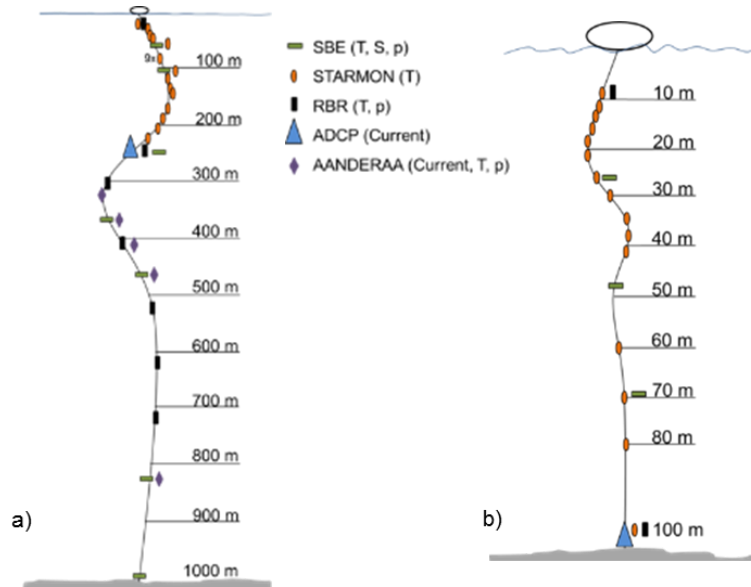 9x
100 m
200 m
300 m
400 m
500 m
600 m
700 m
800 m
900 m
1000 m
a)
SBE (T, S, p)
STARMON (T)
RBR (T, p)
ADCP (Current)
AANDERAA (Current, T, p)
10 m
20 m
30 m
40 m
50 m
60 m
70 m
80 m
100 m
b)